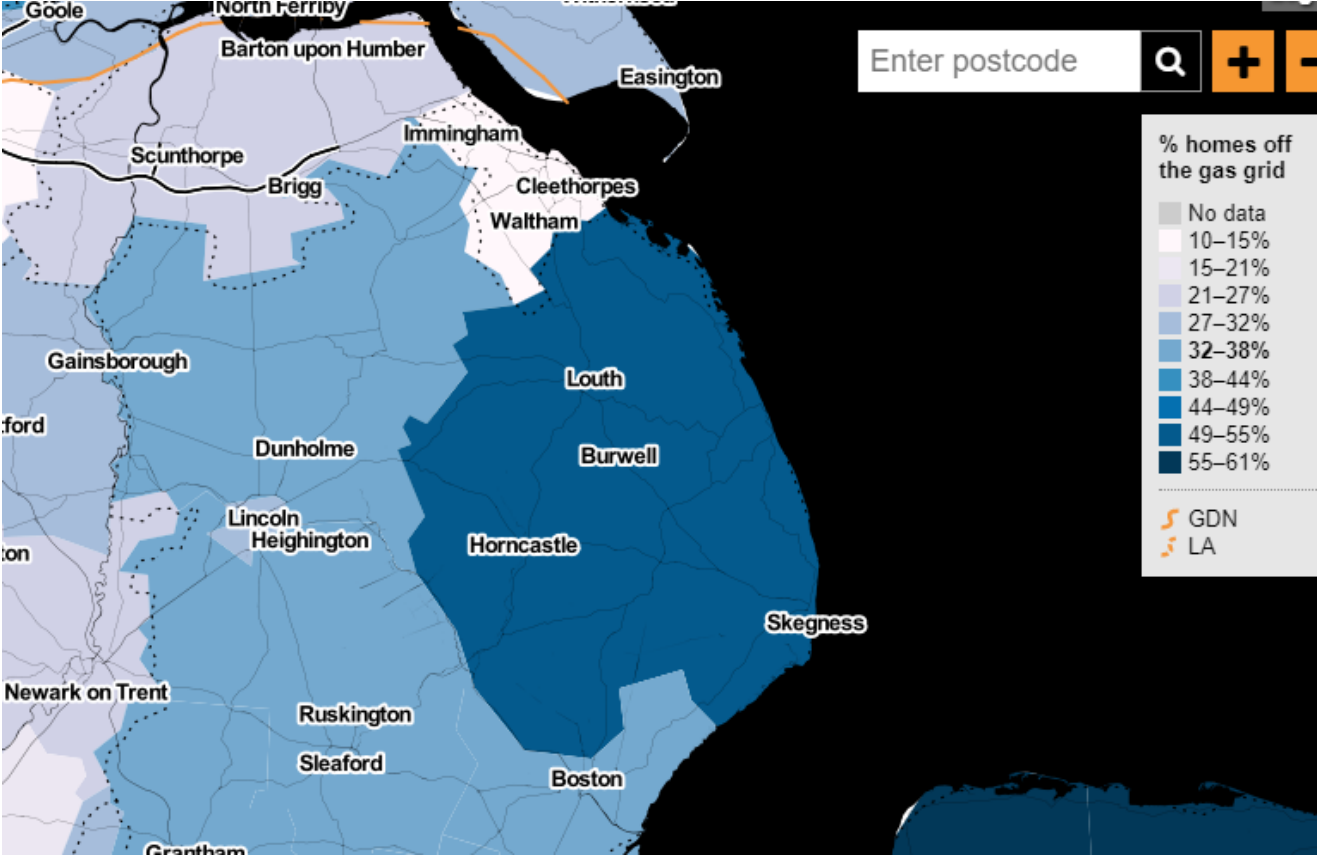 Goole
North Ferriby
Barton upon Humber
Easington
Enter postcode
Immingham
Scunthorpe
Brigg
Cleethorpes
Waltham
% homes off
the gas grid
No data
10–15%
15–21%
21–27%
27–32%
32–38%
38–44%
44–49%
49–55%
55–61%
GDN
LA
Gainsborough
Louth
tford
Dunholme
Burwell
Lincoln
Heighington
Horncastle
ton
Skegness
Newark on Trent
Ruskington
Sleaford
Boston
Grantham